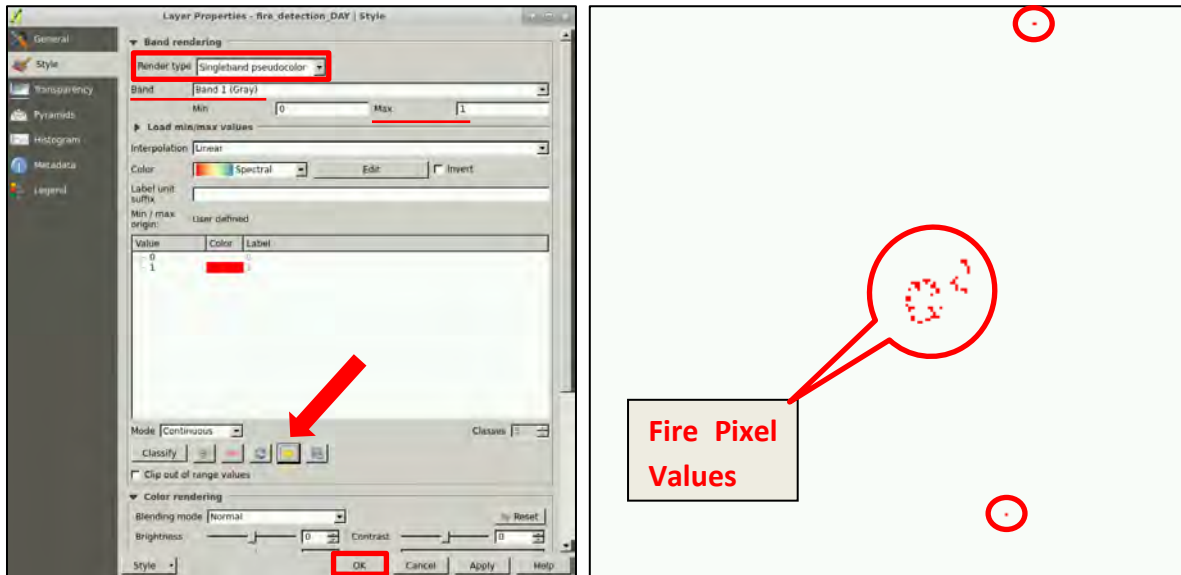 Layer Properties - fire_detection_DAY | Style
General
Style
Transparency
Pyramids
Histogram
Metadata
Legend
▼ Band rendering
Render type Singleband pseudocolor
Band Band 1 (Gray)
Min 0 Max 1
Load min/max values
Interpolation Linear
Color Spectral Edit Invert
Label unit
suffix
Min / max
origin: User defined
Value Color Label
0 0
1 1
Mode Continuous Classes
Classify
Clip out of range values
▼ Color rendering
Blending mode Normal Reset
Brightness 0 Contrast 0
Style OK Cancel Apply Help
Fire Pixel
Values